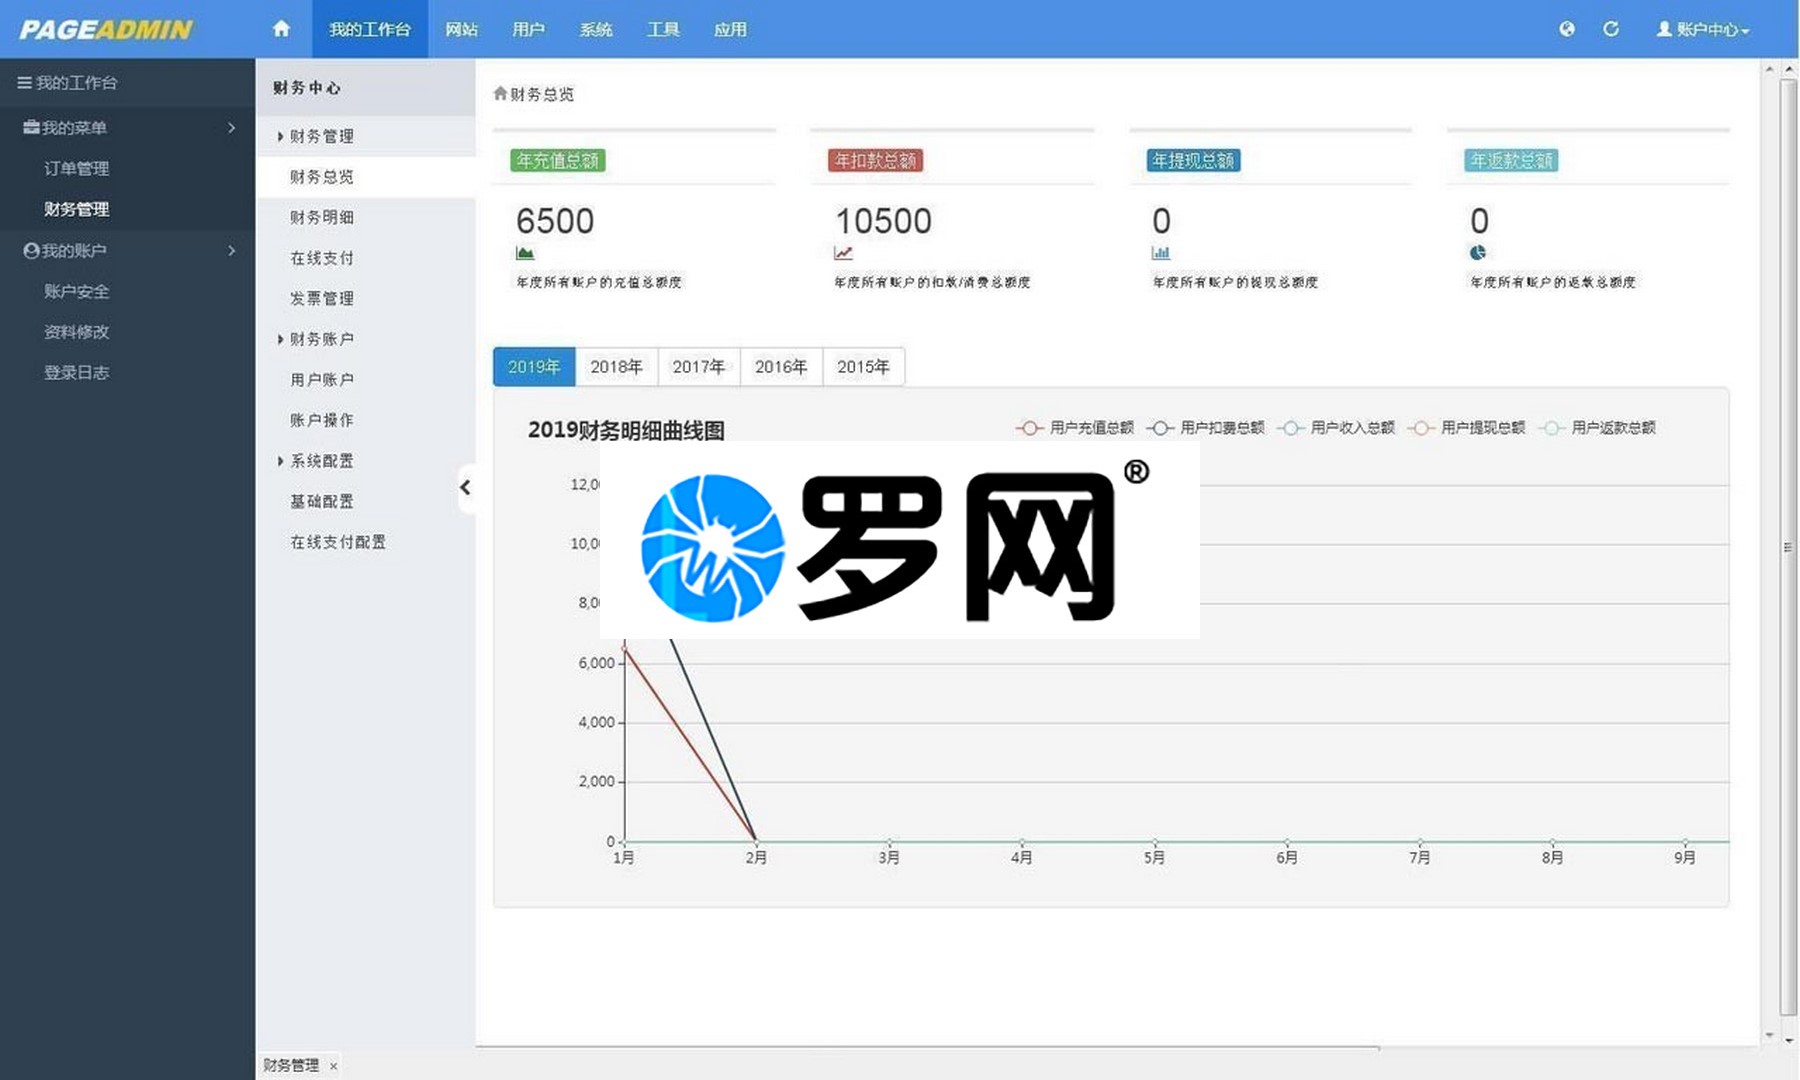 PAGEADMIN
我的工作台 网站 用户 系统 工具 应用 账户中心
我的工作台
我的菜单
订单管理
财务管理
我的账户
账户安全
资料修改
登录日志
财务中心
财务管理
财务总览
财务明细
在线支付
发票管理
财务账户
用户账户
账户操作
系统配置
基础配置
在线支付配置
财务总览
年充值总额
6500
年度所有账户的充值总额度
年扣款总额
10500
年度所有账户的扣款/消费总额度
年提现总额
0
年度所有账户的提现总额度
年返款总额
0
年度所有账户的返款总额度
2019年 2018年 2017年 2016年 2015年
2019财务明细曲线图
用户充值总额 用户扣费总额 用户收入总额 用户提现总额 用户返款总额
罗网®
6,000
4,000
2,000
0
1月 2月 3月 4月 5月 6月 7月 8月 9月
财务管理 ×